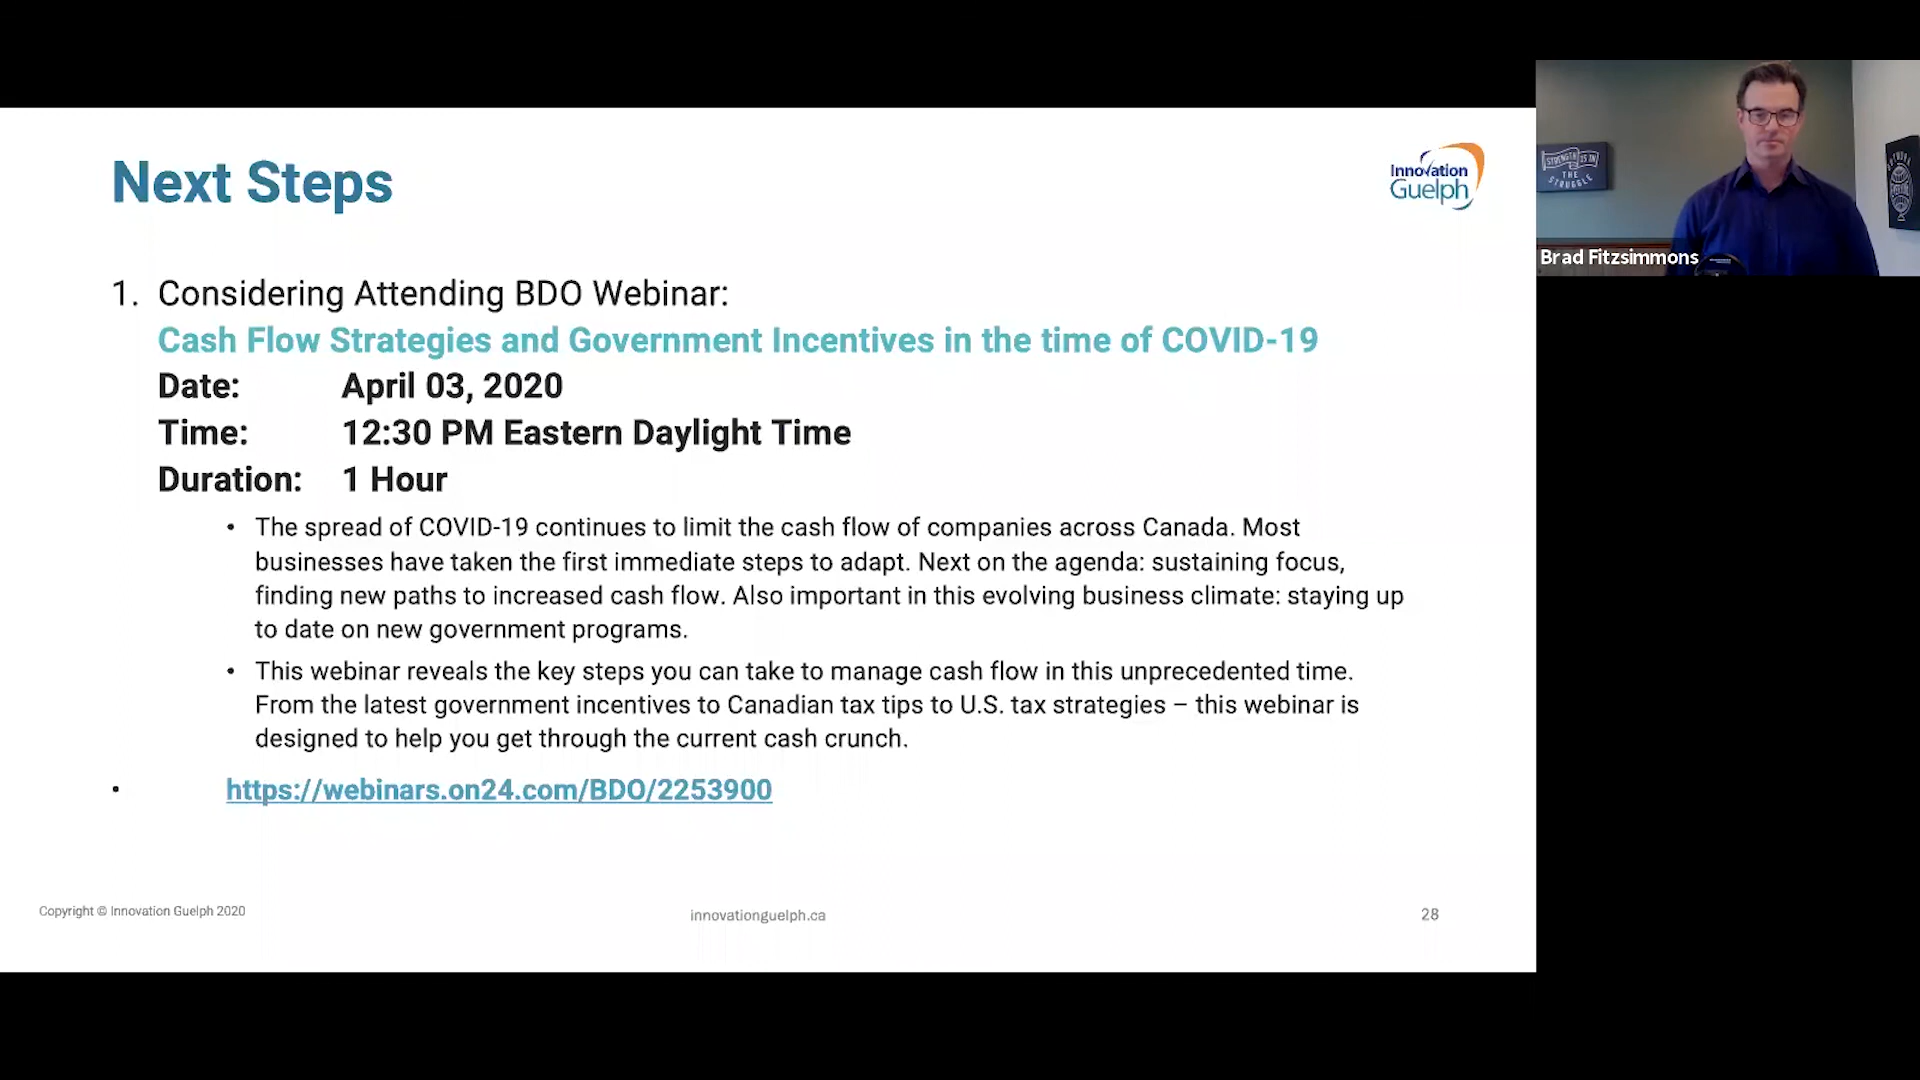 Next Steps
Innovation
Guelph
STRENGTH IS IN
THE
STRUGGLE
Brad Fitzsimmons
1. Considering Attending BDO Webinar:
Cash Flow Strategies and Government Incentives in the time of COVID-19
Date: April 03, 2020
Time: 12:30 PM Eastern Daylight Time
Duration: 1 Hour
• The spread of COVID-19 continues to limit the cash flow of companies across Canada. Most
businesses have taken the first immediate steps to adapt. Next on the agenda: sustaining focus,
finding new paths to increased cash flow. Also important in this evolving business climate: staying up
to date on new government programs.
• This webinar reveals the key steps you can take to manage cash flow in this unprecedented time.
From the latest government incentives to Canadian tax tips to U.S. tax strategies – this webinar is
designed to help you get through the current cash crunch.
• https://webinars.on24.com/BDO/2253900
Copyright © Innovation Guelph 2020
innovationguelph.ca
28